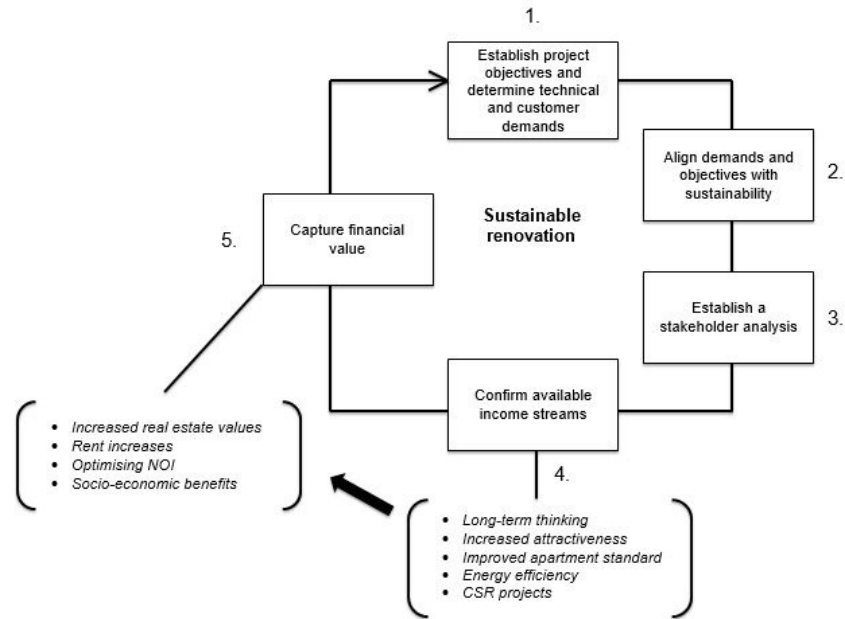 1.
Establish project
objectives and
determine technical
and customer
demands
Align demands and
objectives with
sustainability
2.
Sustainable
renovation
5.
Capture financial
value
Establish a
stakeholder analysis
3.
Confirm available
income streams
4.
• Increased real estate values
• Rent increases
• Optimising NOI
• Socio-economic benefits
• Long-term thinking
• Increased attractiveness
• Improved apartment standard
• Energy efficiency
• CSR projects